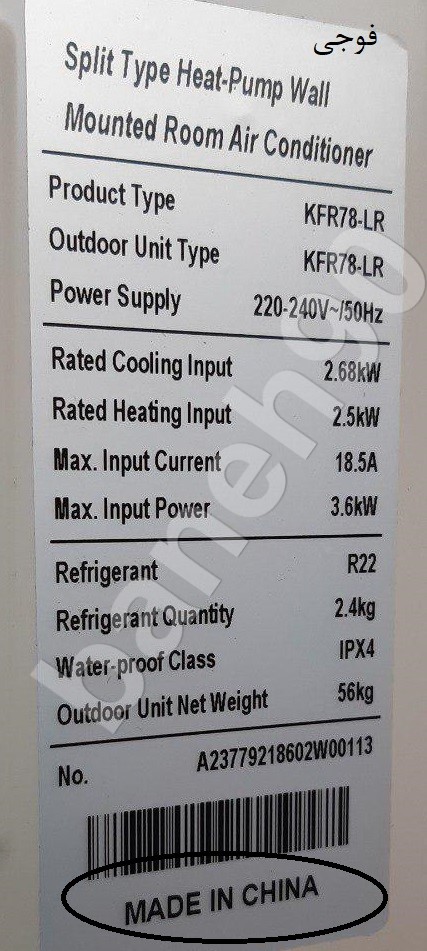 فوجی
Split Type Heat-Pump Wall
Mounted Room Air Conditioner
Product Type KFR78-LR
Outdoor Unit Type KFR78-LR
Power Supply 220-240V~/50Hz
Rated Cooling Input 2.68kW
Rated Heating Input 2.5kW
Max. Input Current 18.5A
Max. Input Power 3.6kW
Refrigerant R22
Refrigerant Quantity 2.4kg
Water-proof Class IPX4
Outdoor Unit Net Weight 56kg
No. A23779218602W00113
MADE IN CHINA
baneh90